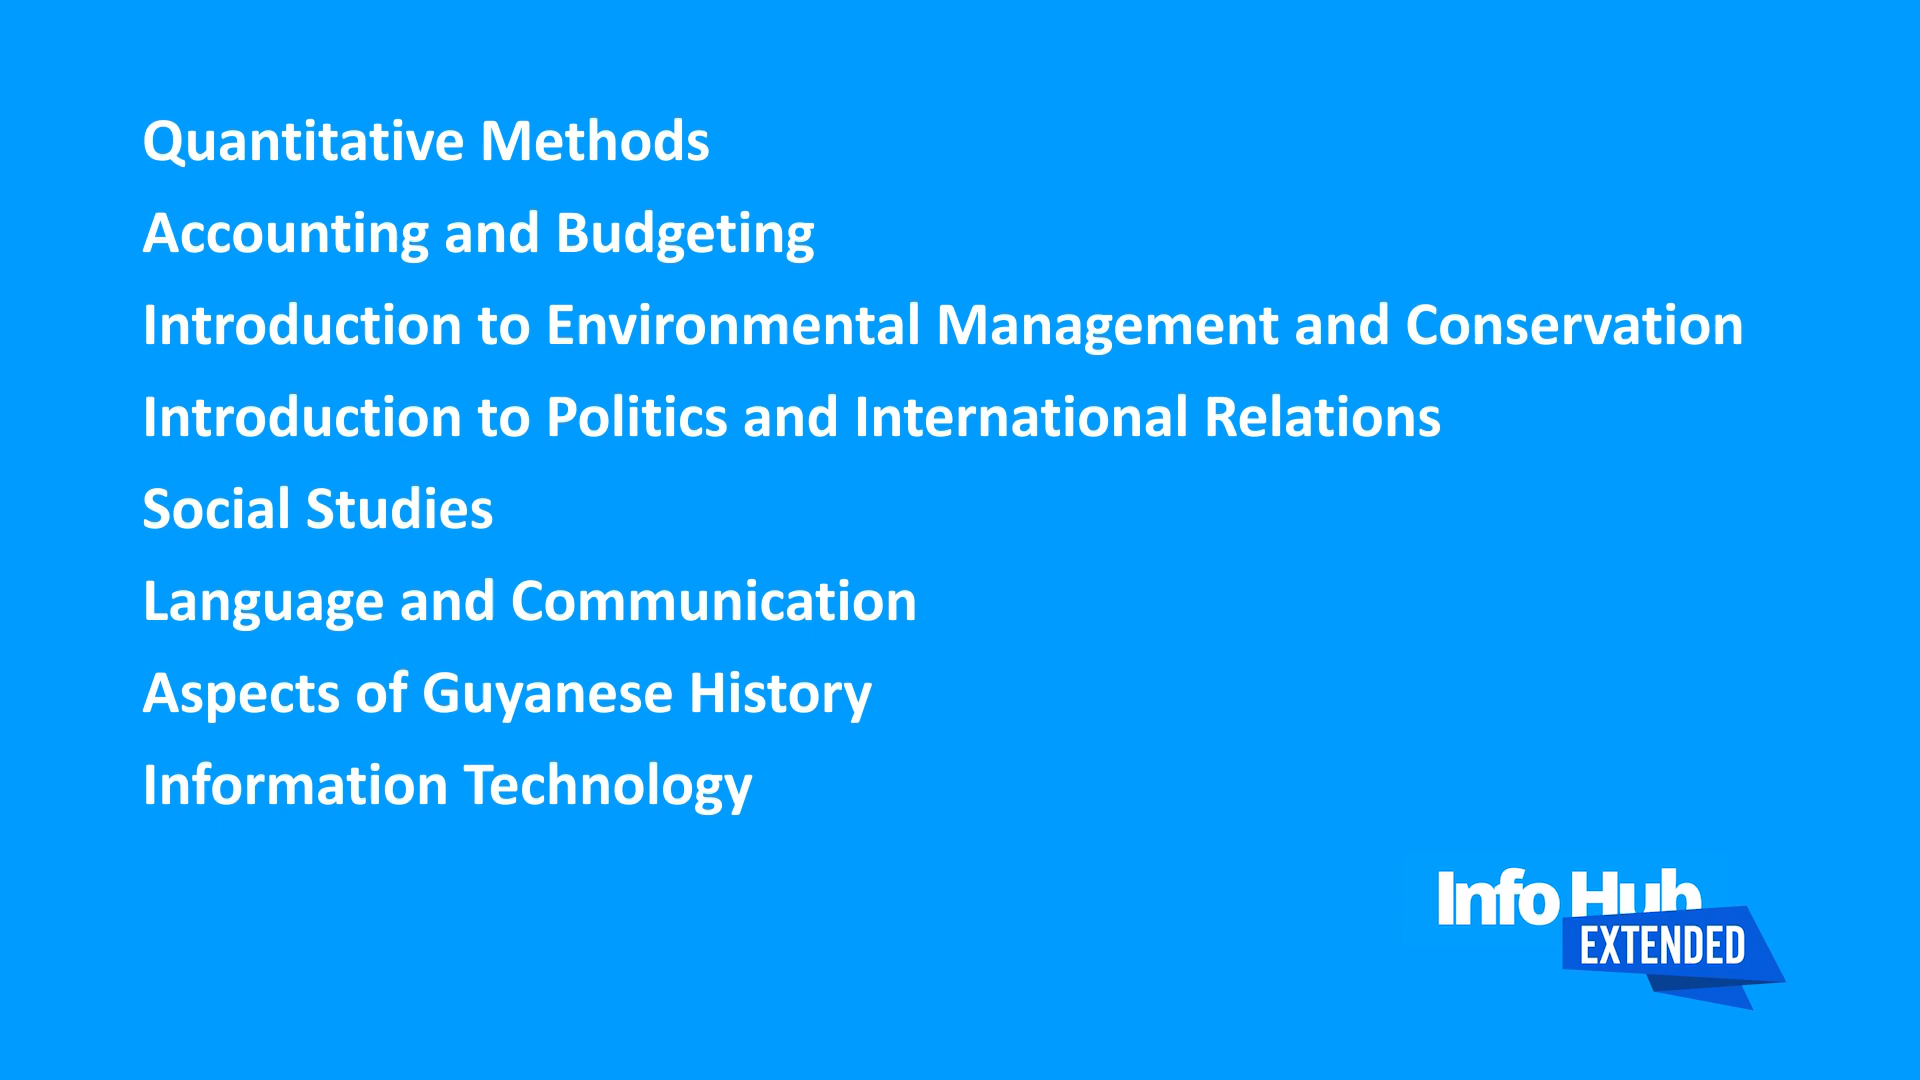 Quantitative Methods
Accounting and Budgeting
Introduction to Environmental Management and Conservation
Introduction to Politics and International Relations
Social Studies
Language and Communication
Aspects of Guyanese History
Information Technology
Info Hub
EXTENDED